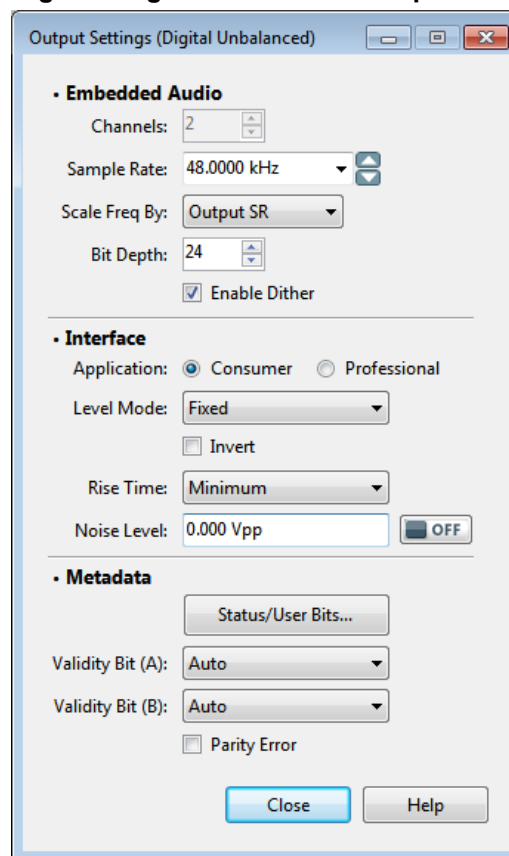 Output Settings (Digital Unbalanced)
• Embedded Audio
Channels: 2
Sample Rate: 48.0000 kHz
Scale Freq By: Output SR
Bit Depth: 24
Enable Dither
• Interface
Application: Consumer Professional
Level Mode: Fixed
Invert
Rise Time: Minimum
Noise Level: 0.000 Vpp OFF
• Metadata
Status/User Bits...
Validity Bit (A): Auto
Validity Bit (B): Auto
Parity Error
Close Help